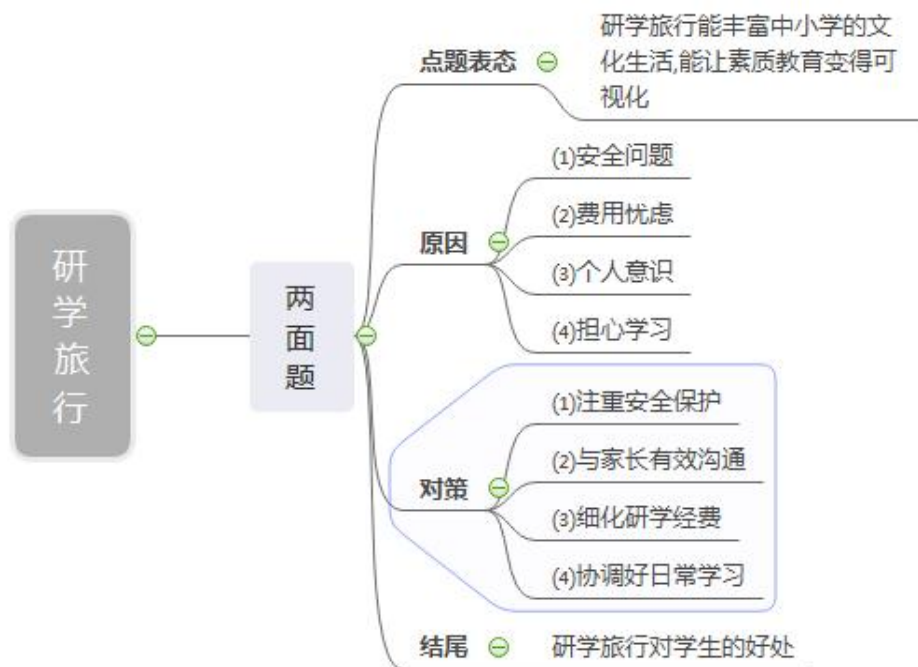 研学旅行
两面题
点题表态
研学旅行能丰富中小学的文
化生活,能让素质教育变得可
视化
原因
(1)安全问题
(2)费用忧虑
(3)个人意识
(4)担心学习
对策
(1)注重安全保护
(2)与家长有效沟通
(3)细化研学经费
(4)协调好日常学习
结尾
研学旅行对学生的好处